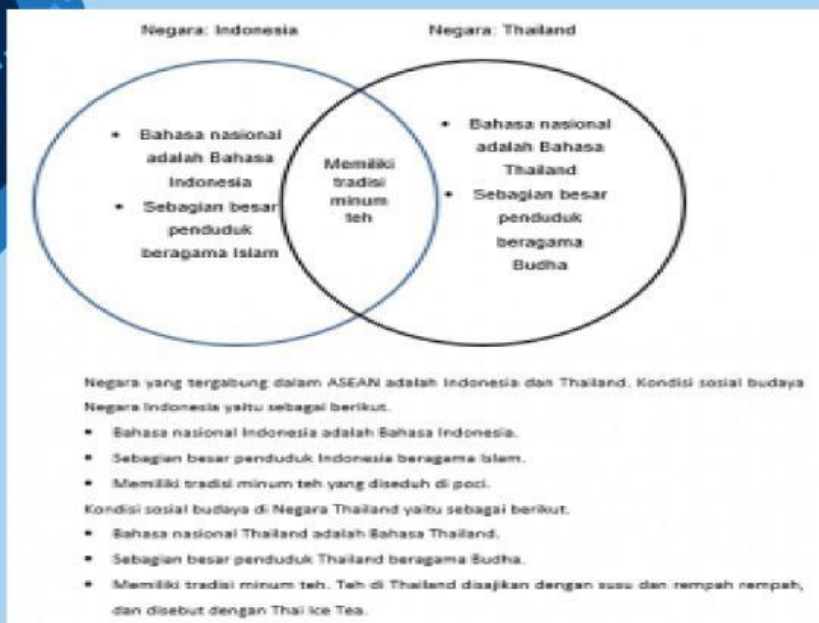 Negara: Indonesia
Negara: Thailand
• Bahasa nasional
adalah Bahasa
Indonesia
• Sebagian besar
penduduk
beragama Islam
Memiliki
tradisi
minum
teh
• Bahasa nasional
adalah Bahasa
Thailand
• Sebagian besar
penduduk
beragama
Budha
Negara yang tergabung dalam ASEAN adalah Indonesia dan Thailand. Kondisi sosial budaya
Negara Indonesia yaitu sebagai berikut.
• Bahasa nasional Indonesia adalah Bahasa Indonesia.
• Sebagian besar penduduk Indonesia beragama Islam.
• Memiliki tradisi minum teh yang diseduh di poci.
Kondisi sosial budaya di Negara Thailand yaitu sebagai berikut.
• Bahasa nasional Thailand adalah Bahasa Thailand.
• Sebagian besar penduduk Thailand beragama Budha.
• Memiliki tradisi minum teh. Teh di Thailand disajikan dengan susu dan rempah rempah,
dan disebut dengan Thai Ice Tea.